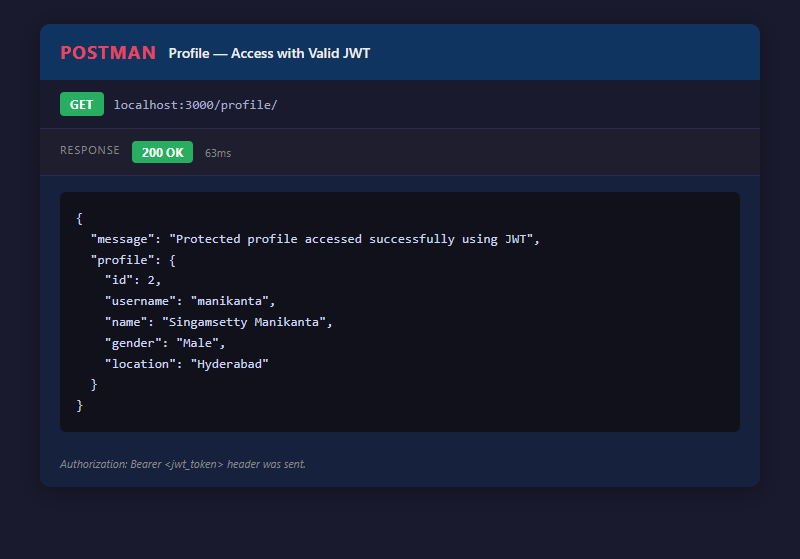 POSTMAN Profile — Access with Valid JWT
GET localhost:3000/profile/
RESPONSE 200 OK 63ms
{
  "message": "Protected profile accessed successfully using JWT",
  "profile": {
    "id": 2,
    "username": "manikanta",
    "name": "Singamsetty Manikanta",
    "gender": "Male",
    "location": "Hyderabad"
  }
}
Authorization: Bearer <jwt_token> header was sent.